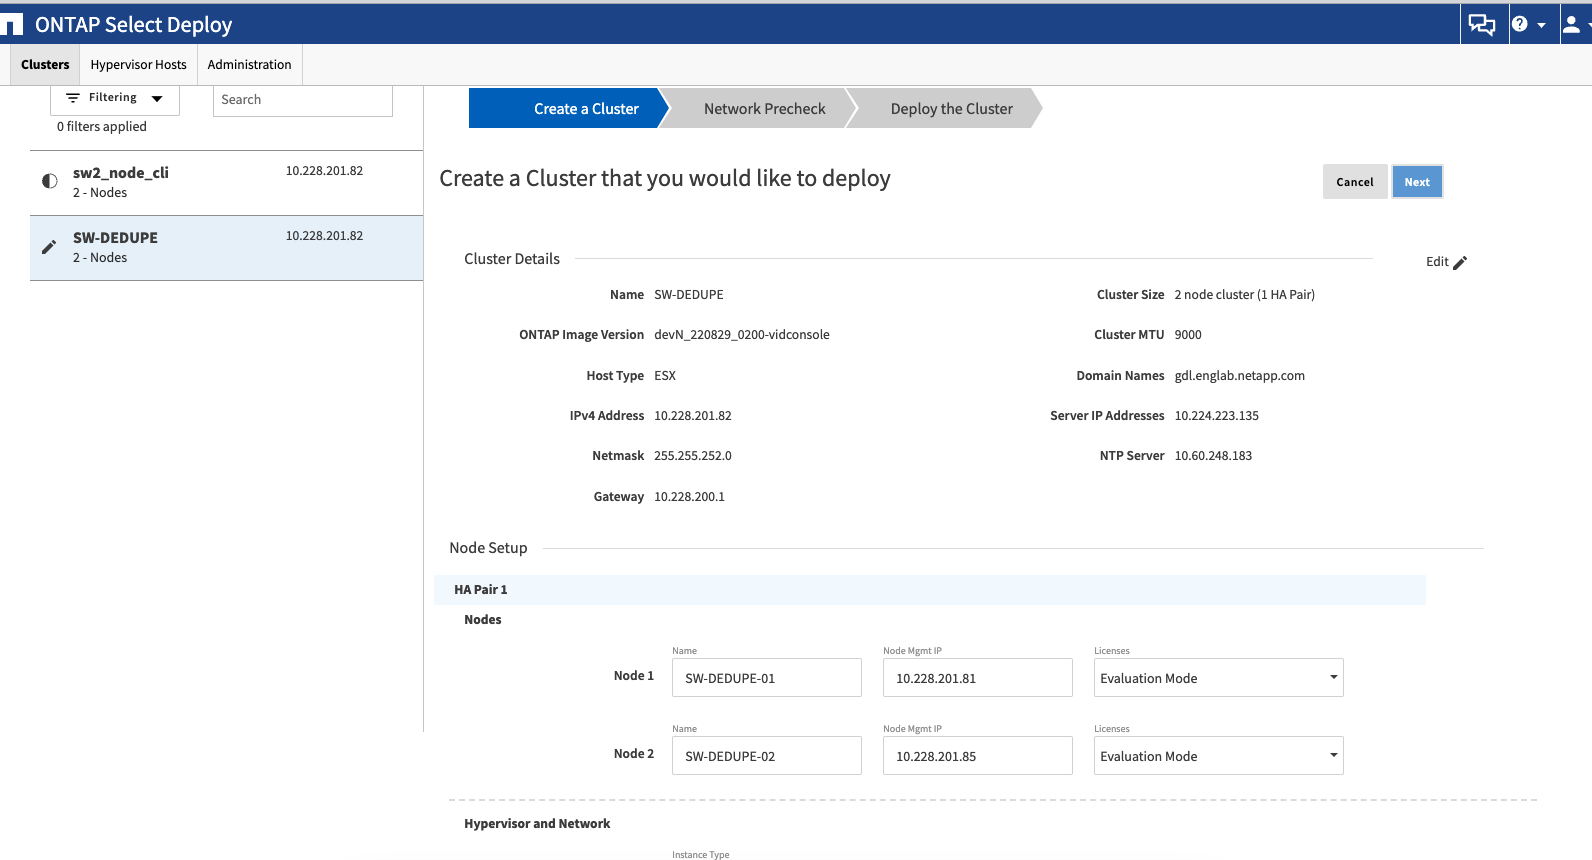 ONTAP Select Deploy
Clusters Hypervisor Hosts Administration
Filtering
Search
0 filters applied
sw2_node_cli 10.228.201.82
2 - Nodes
SW-DEDUPE 10.228.201.82
2 - Nodes
Create a Cluster Network Precheck Deploy the Cluster
Create a Cluster that you would like to deploy
Cancel Next
Cluster Details
Edit
Name SW-DEDUPE Cluster Size 2 node cluster (1 HA Pair)
ONTAP Image Version devN_220829_0200-vidconsole Cluster MTU 9000
Host Type ESX Domain Names gdl.englab.netapp.com
IPv4 Address 10.228.201.82 Server IP Addresses 10.224.223.135
Netmask 255.255.252.0 NTP Server 10.60.248.183
Gateway 10.228.200.1
Node Setup
HA Pair 1
Nodes
Name Node Mgmt IP Licenses
Node 1 SW-DEDUPE-01 10.228.201.81 Evaluation Mode
Name Node Mgmt IP Licenses
Node 2 SW-DEDUPE-02 10.228.201.85 Evaluation Mode
Hypervisor and Network
Instance Type